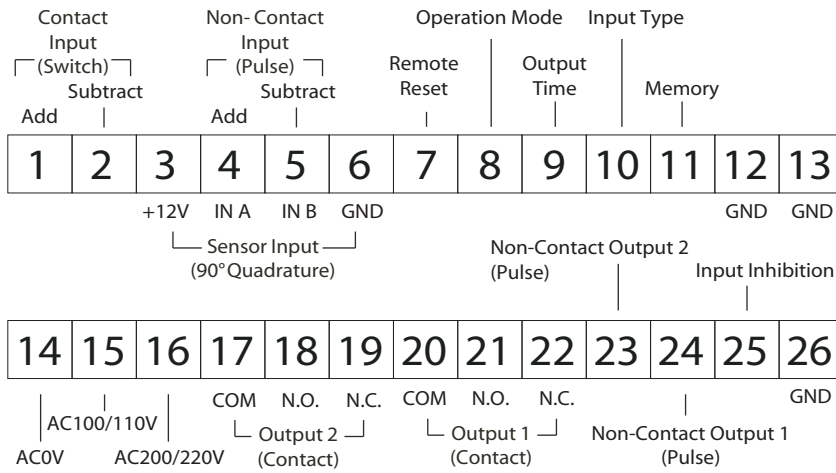 Contact Input (Switch)
Non- Contact Input (Pulse)
Operation Mode
Input Type
Remote Reset
Output Time
Memory
Add
Subtract
Add
Subtract
1 2 3 4 5 6 7 8 9 10 11 12 13
+12V IN A IN B GND GND GND
Sensor Input
(90° Quadrature)
Non-Contact Output 2
(Pulse)
Input Inhibition
14 15 16 17 18 19 20 21 22 23 24 25 26
COM N.O. N.C. COM N.O. N.C. GND
AC0V
AC100/110V
AC200/220V
Output 2
(Contact)
Output 1
(Contact)
Non-Contact Output 1
(Pulse)